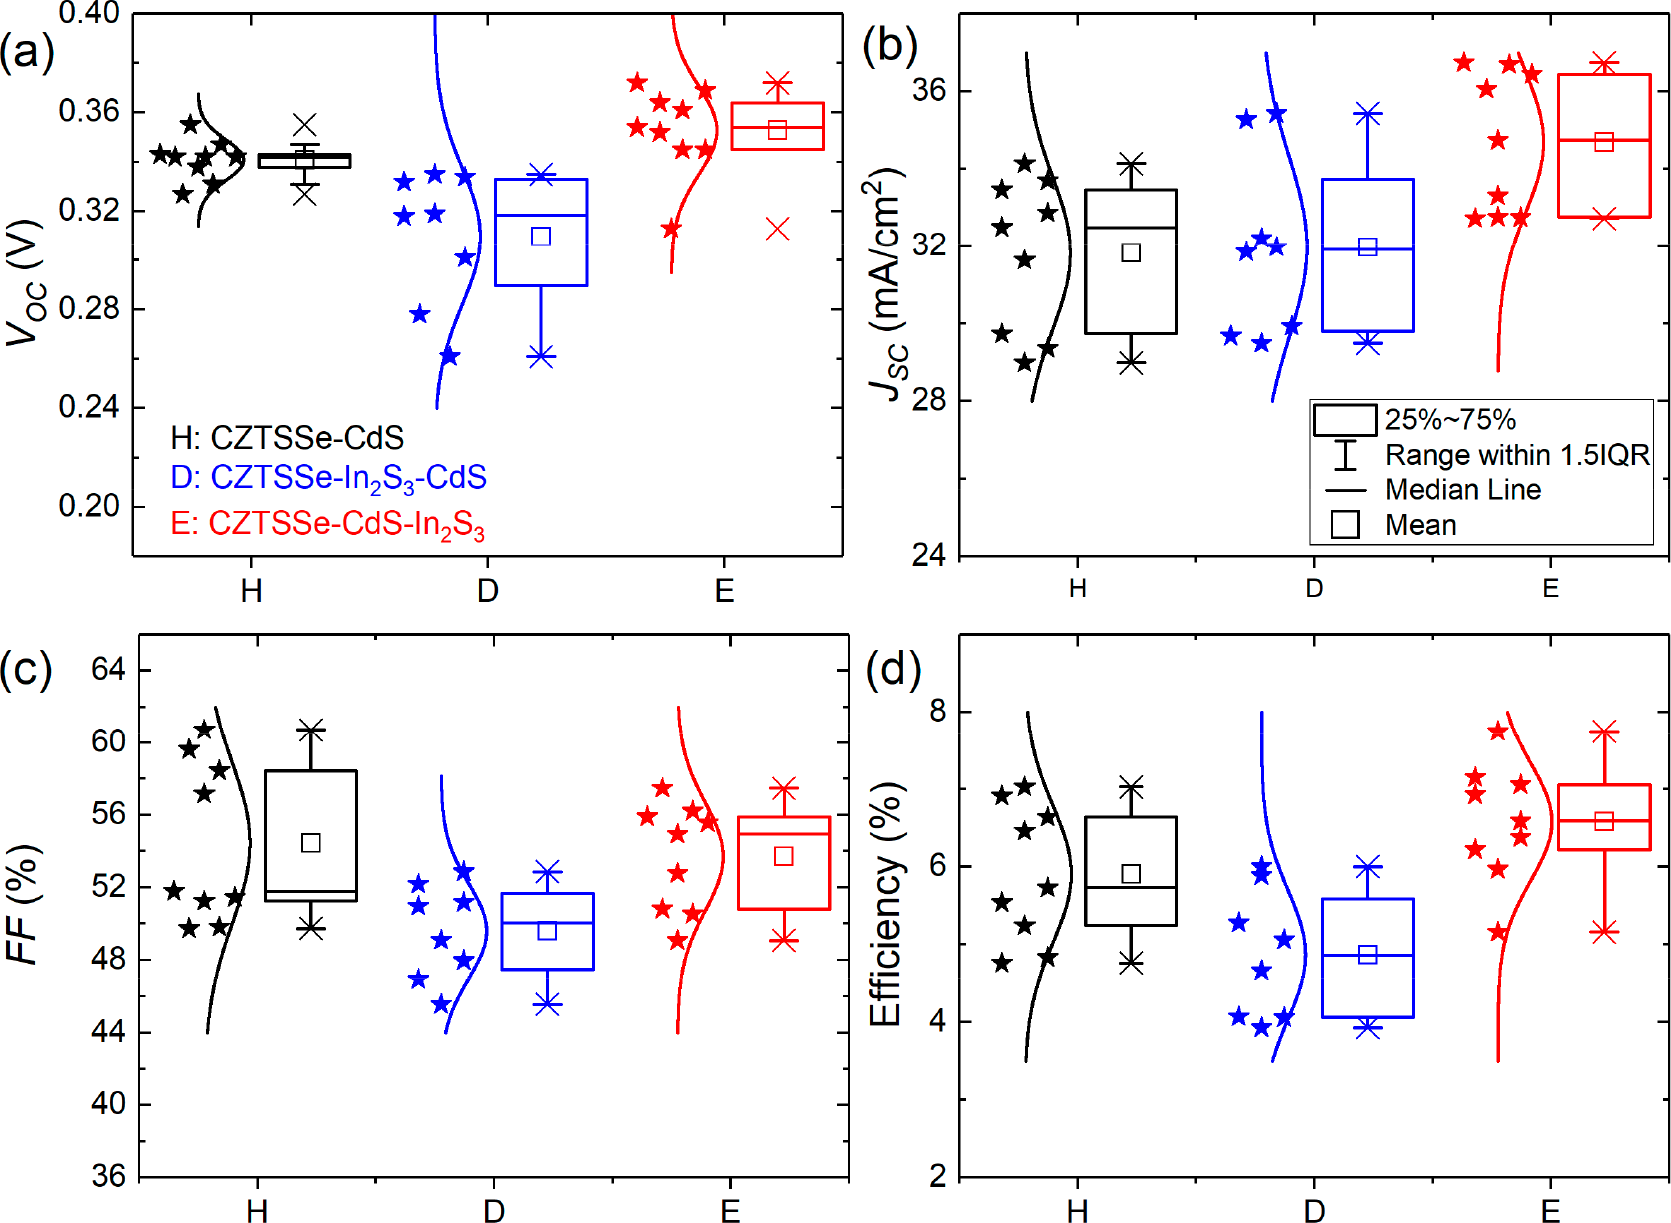 (a)
V_OC (V)
0.40
0.36
0.32
0.28
0.24
0.20
H: CZTSSe-CdS
D: CZTSSe-In₂S₃-CdS
E: CZTSSe-CdS-In₂S₃
H D E
(b)
J_SC (mA/cm²)
36
32
28
24
25%~75%
Range within 1.5IQR
Median Line
Mean
H D E
(c)
FF (%)
64
60
56
52
48
44
40
36
H D E
(d)
Efficiency (%)
8
6
4
2
H D E